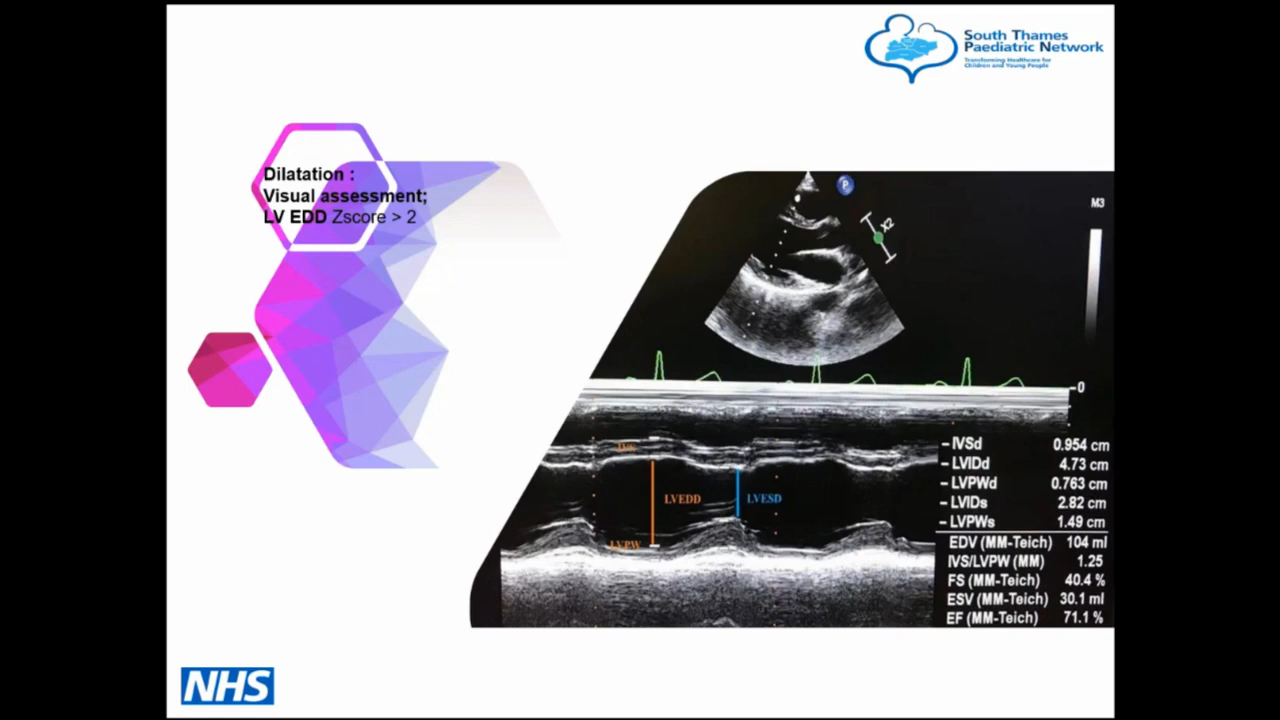 South Thames
Paediatric Network
Transforming Healthcare for
Children and Young People
Dilatation :
Visual assessment;
LV EDD Zscore > 2
P
X2
M3
0
IVS
LVEDD
LVESD
LVPW
IVSd 0.954 cm
LVIDd 4.73 cm
LVPWd 0.763 cm
LVIDs 2.82 cm
LVPWs 1.49 cm
EDV (MM-Teich) 104 ml
IVS/LVPW (MM) 1.25
FS (MM-Teich) 40.4 %
ESV (MM-Teich) 30.1 ml
EF (MM-Teich) 71.1 %
NHS